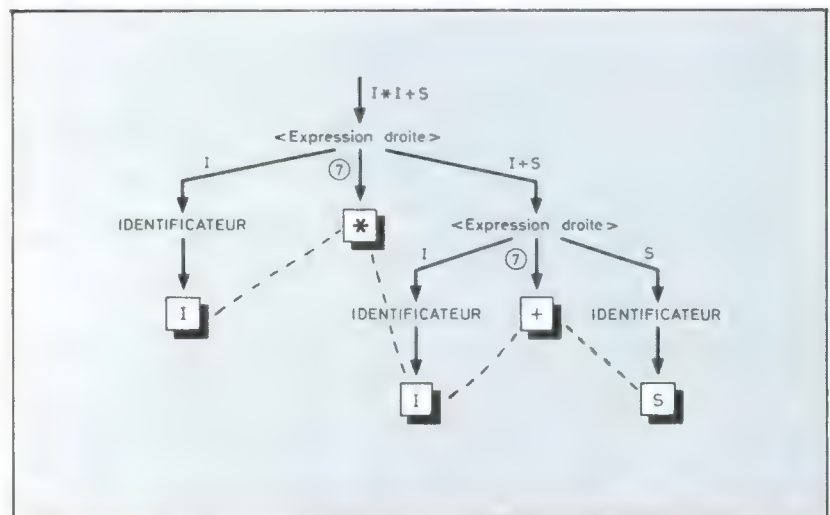 I*I+S
<Expression droite>
I
7
I+S
IDENTIFICATEUR
*
<Expression droite>
I
7
S
I
IDENTIFICATEUR
+
IDENTIFICATEUR
I
S